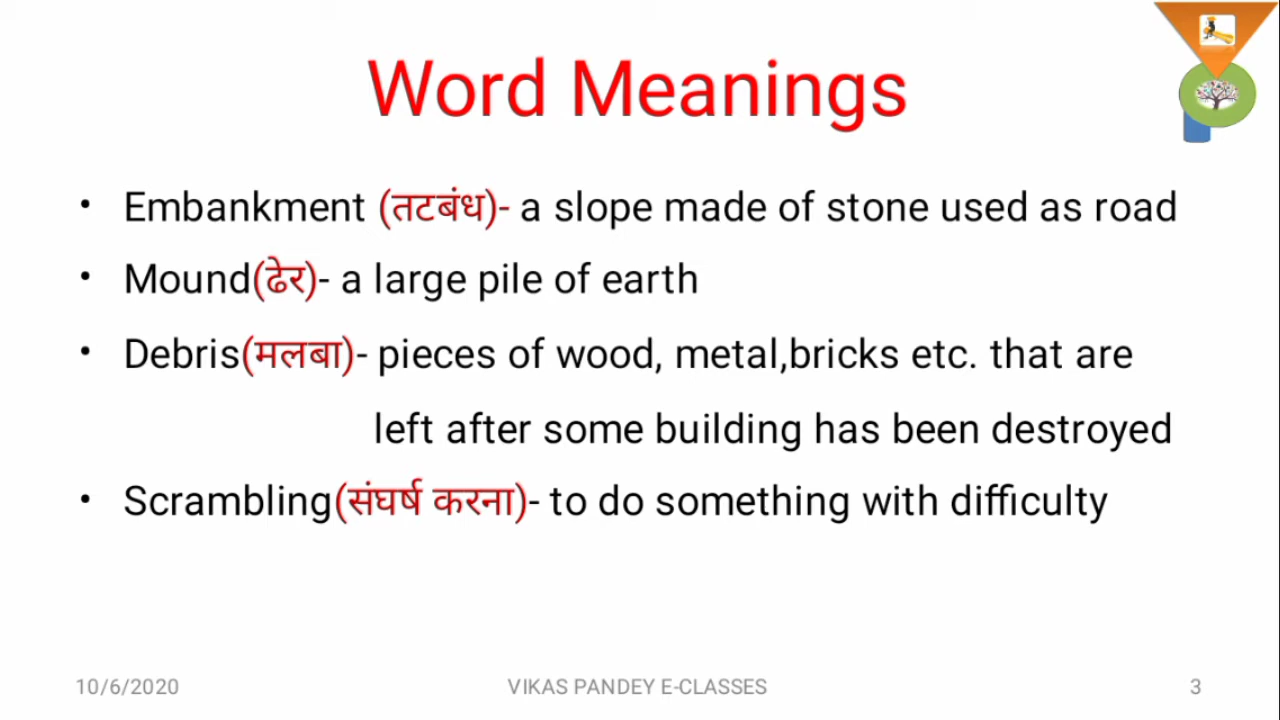 Word Meanings
• Embankment (तटबंध)- a slope made of stone used as road
• Mound(ढेर)- a large pile of earth
• Debris(मलबा)- pieces of wood, metal,bricks etc. that are
left after some building has been destroyed
• Scrambling(संघर्ष करना)- to do something with difficulty
10/6/2020 VIKAS PANDEY E-CLASSES 3